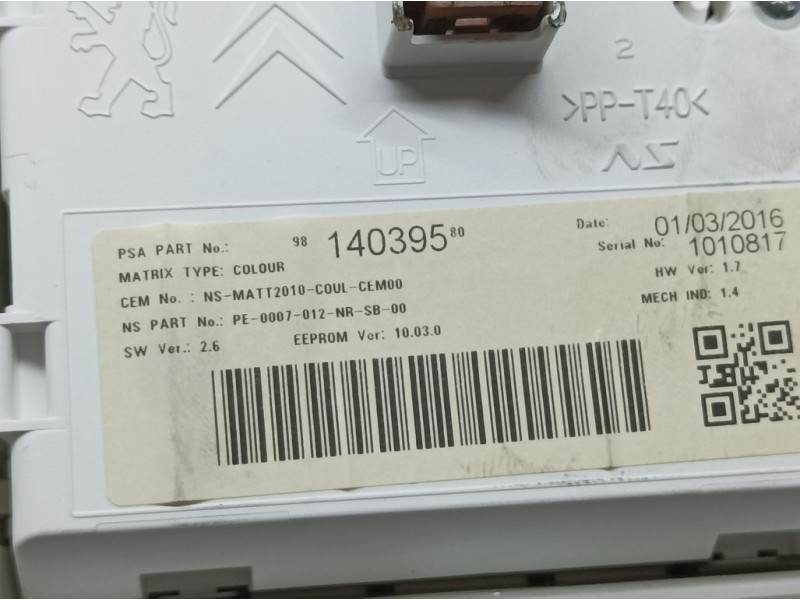 2
>PP-T40<
UP
NS
PSA PART No.: 98 140395 80
Date: 01/03/2016
MATRIX TYPE: COLOUR
Serial No: 1010817
CEM No.: NS-MATT2010-COUL-CEM00
HW Ver: 1.7
NS PART No.: PE-0007-012-NR-SB-00
MECH IND: 1.4
SW Ver.: 2.6 EEPROM Ver: 10.03.0